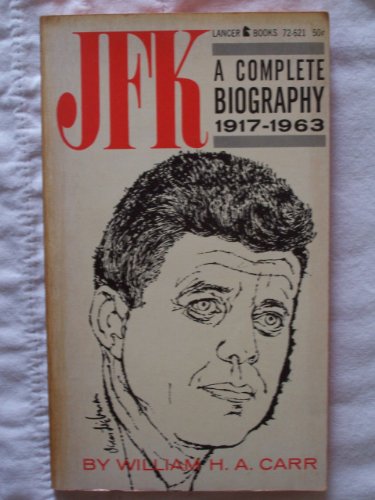 LANCER BOOKS 72-621 50¢
JFK
A COMPLETE
BIOGRAPHY
1917-1963
BY WILLIAM H. A. CARR